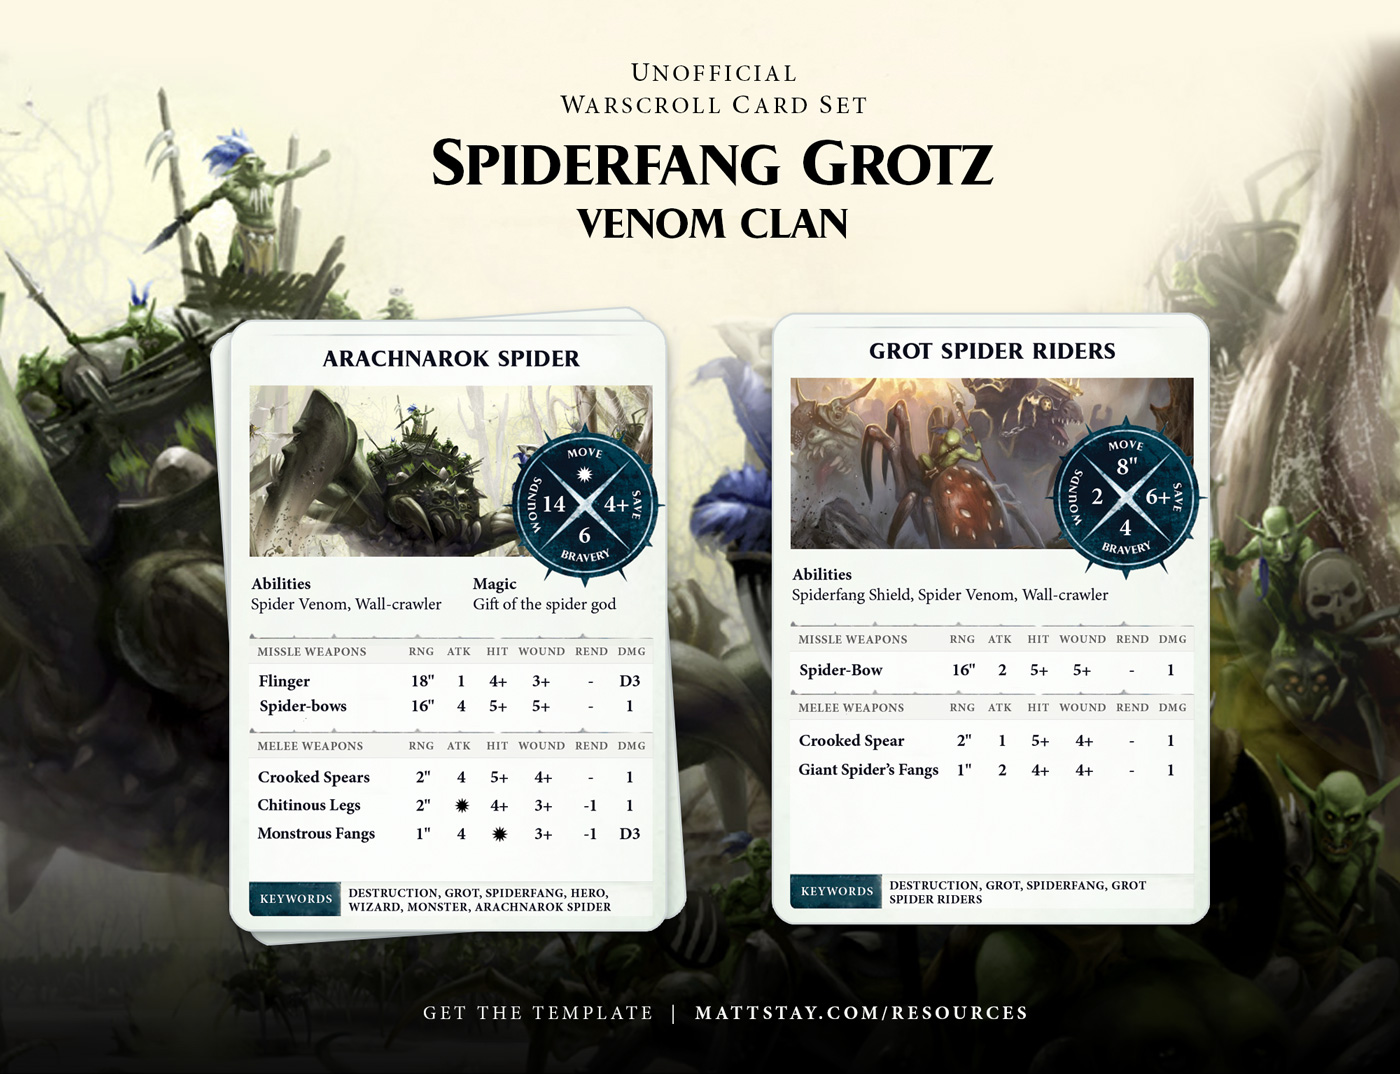 UNOFFICIAL
WARSCROLL CARD SET
SPIDERFANG GROTZ
VENOM CLAN
ARACHNAROK SPIDER
MOVE
WOUNDS 14 4+ SAVE
6
BRAVERY
Abilities Magic
Spider Venom, Wall-crawler Gift of the spider god
MISSLE WEAPONS RNG ATK HIT WOUND REND DMG
Flinger 18" 1 4+ 3+ - D3
Spider-bows 16" 4 5+ 5+ - 1
MELEE WEAPONS RNG ATK HIT WOUND REND DMG
Crooked Spears 2" 4 5+ 4+ - 1
Chitinous Legs 2" ✹ 4+ 3+ -1 1
Monstrous Fangs 1" 4 ✹ 3+ -1 D3
KEYWORDS DESTRUCTION, GROT, SPIDERFANG, HERO,
WIZARD, MONSTER, ARACHNAROK SPIDER
GROT SPIDER RIDERS
MOVE
8"
WOUNDS 2 6+ SAVE
4
BRAVERY
Abilities
Spiderfang Shield, Spider Venom, Wall-crawler
MISSLE WEAPONS RNG ATK HIT WOUND REND DMG
Spider-Bow 16" 2 5+ 5+ - 1
MELEE WEAPONS RNG ATK HIT WOUND REND DMG
Crooked Spear 2" 1 5+ 4+ - 1
Giant Spider's Fangs 1" 2 4+ 4+ - 1
KEYWORDS DESTRUCTION, GROT, SPIDERFANG, GROT
SPIDER RIDERS
GET THE TEMPLATE | MATTSTAY.COM/RESOURCES